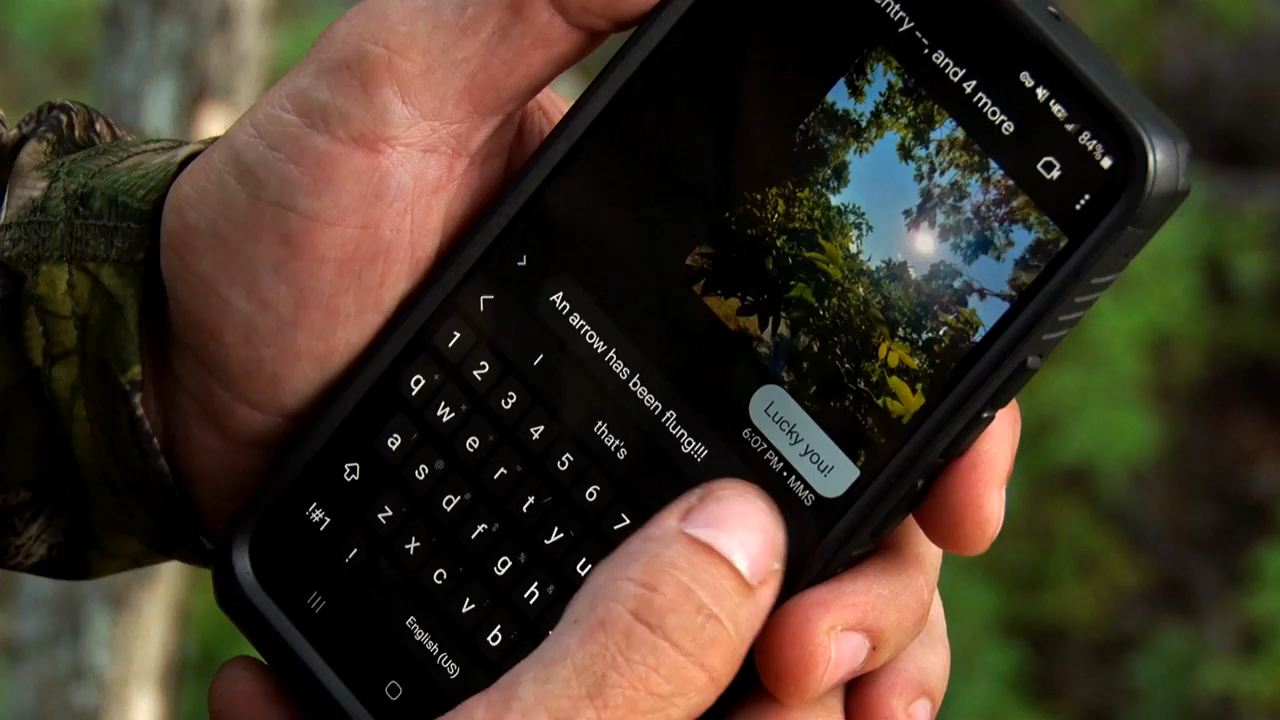 4G 84%
--, and 4 more
Lucky you!
6:07 PM • MMS
An arrow has been flung!!!
I that's
1 2 3 4 5 6 7
q w e r t y u
a s d f g h
z x c v b
!#1 ! English (US)